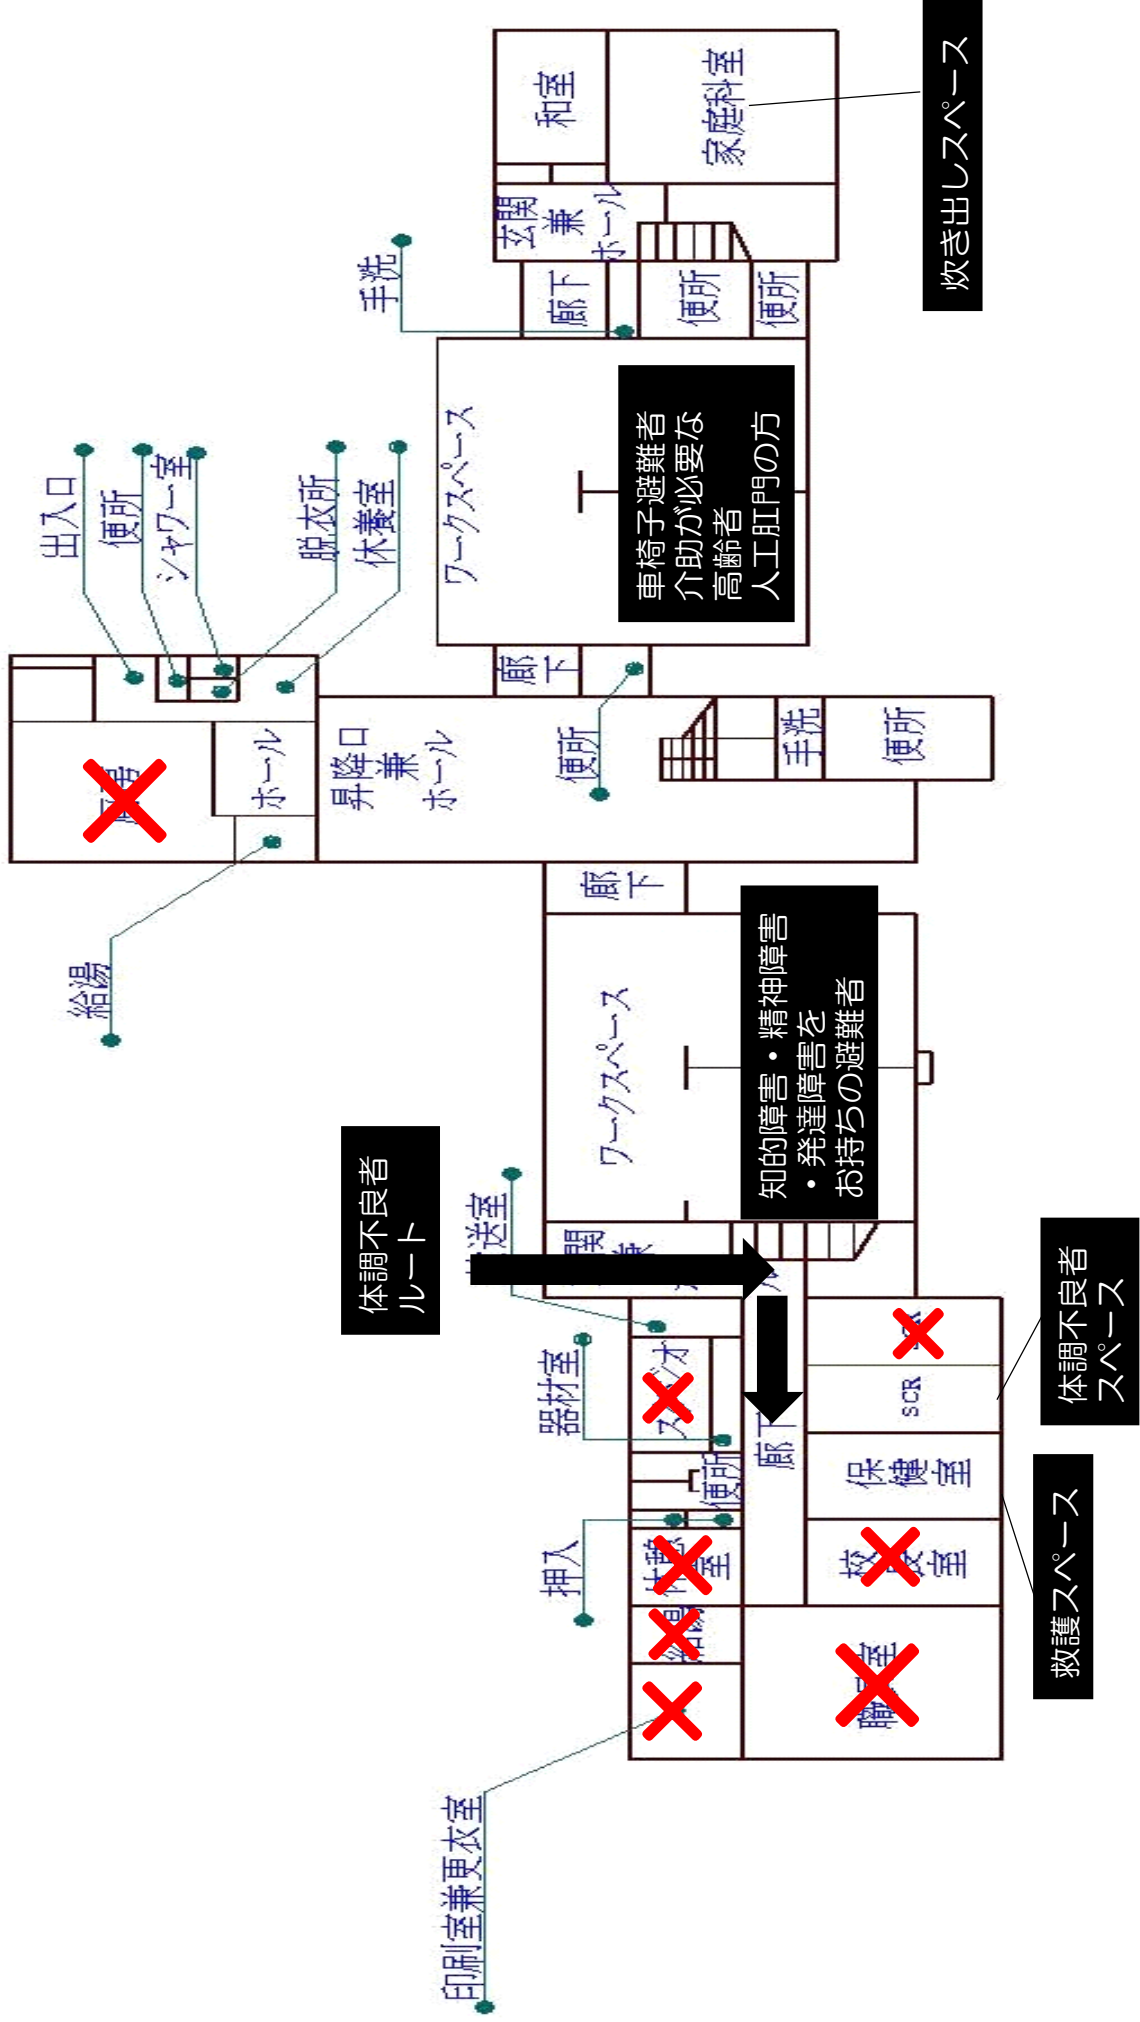 印刷室兼更衣室
給湯
押入
器材室
体調不良者
ルート
便所
廊下
室
室
保健室
SCR
救護スペース
体調不良者
スペース
ワークスペース
知的障害・精神障害
・発達障害を
お持ちの避難者
廊下
ホール
昇降口
兼
ホール
便所
手洗
便所
出入口
便所
シャワー室
脱衣所
休養室
廊下
ワークスペース
車椅子避難者
介助が必要な
高齢者
人工肛門の方
手洗
廊下
便所
便所
玄関
兼
ホール
和室
家庭科室
炊き出しスペース